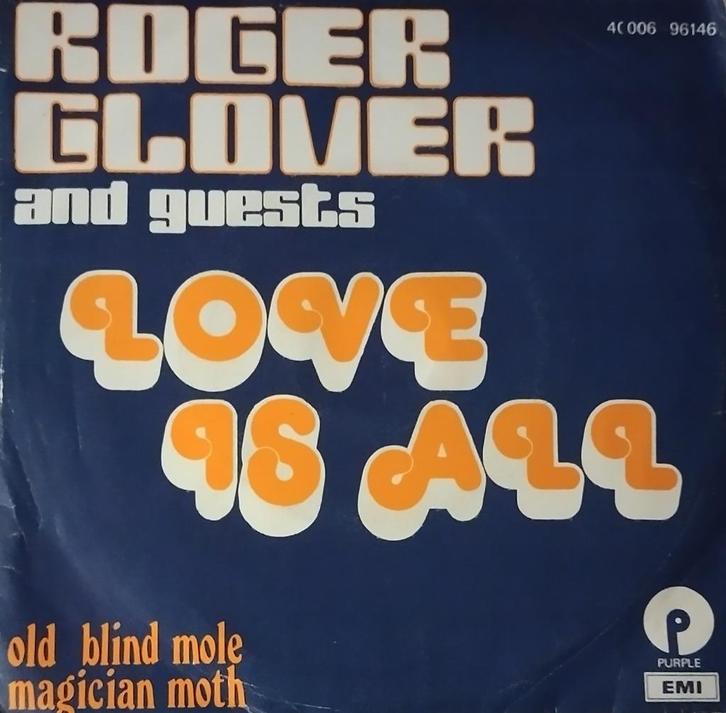 ROGER
GLOVER
and guests
4C 006 96146
LOVE
IS ALL
old blind mole
magician moth
P
PURPLE
EMI